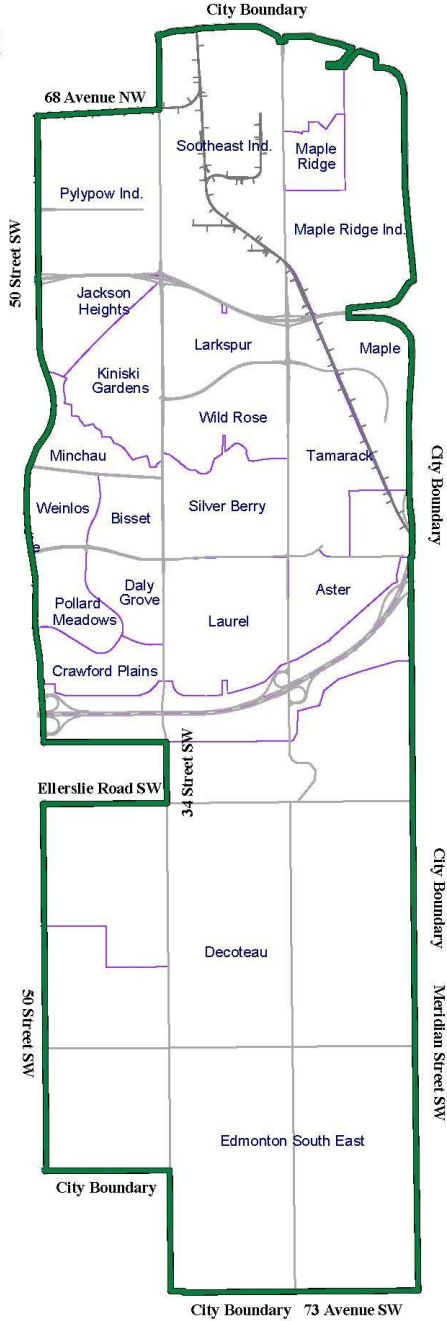 City Boundary
68 Avenue NW
Southeast Ind.
Maple
Ridge
Pylypow Ind.
Maple Ridge Ind.
50 Street SW
Jackson
Heights
Larkspur
Maple
Kiniski
Gardens
Wild Rose
Minchau
Tamarack
City Boundary
Weinlos
Bisset
Silver Berry
e
Daly
Grove
Aster
Pollard
Meadows
Laurel
Crawford Plains
34 Street SW
Ellerslie Road SW
City Boundary
Decoteau
50 Street SW
Meridian Street SW
Edmonton South East
City Boundary
City Boundary 73 Avenue SW